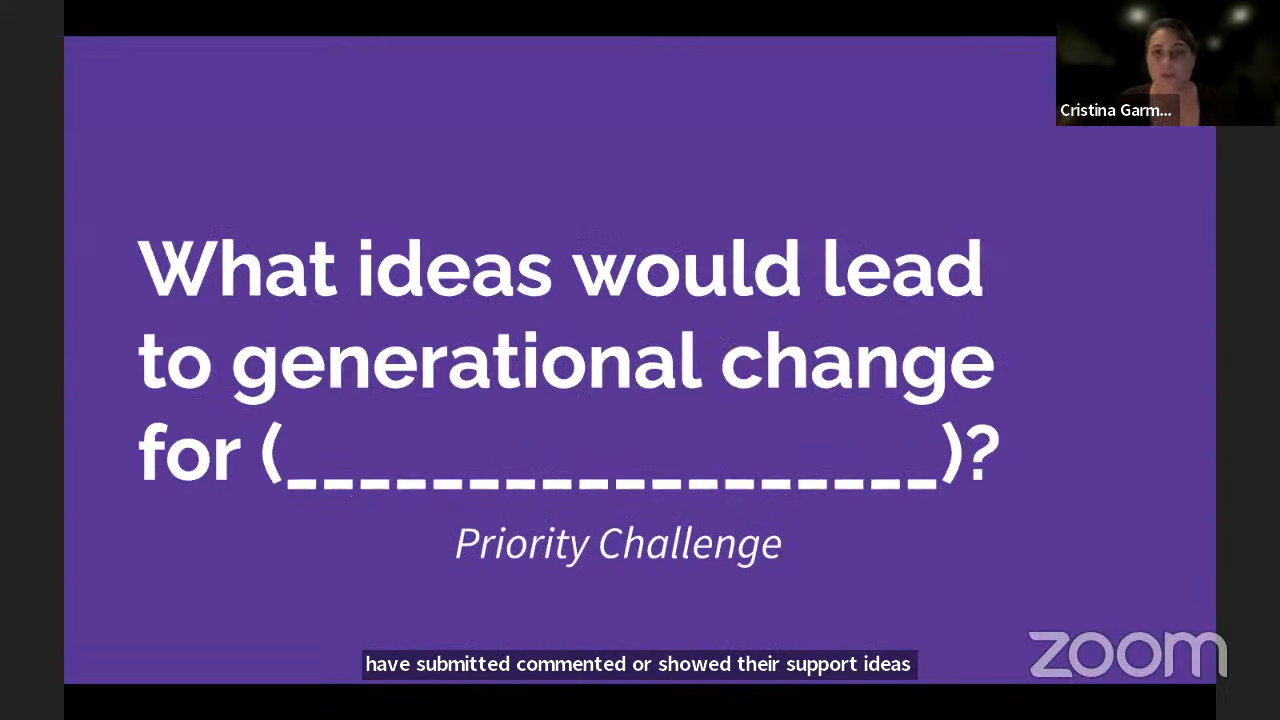 Cristina Garm...
What ideas would lead
to generational change
for (__________________)?
Priority Challenge
have submitted commented or showed their support ideas
zoom